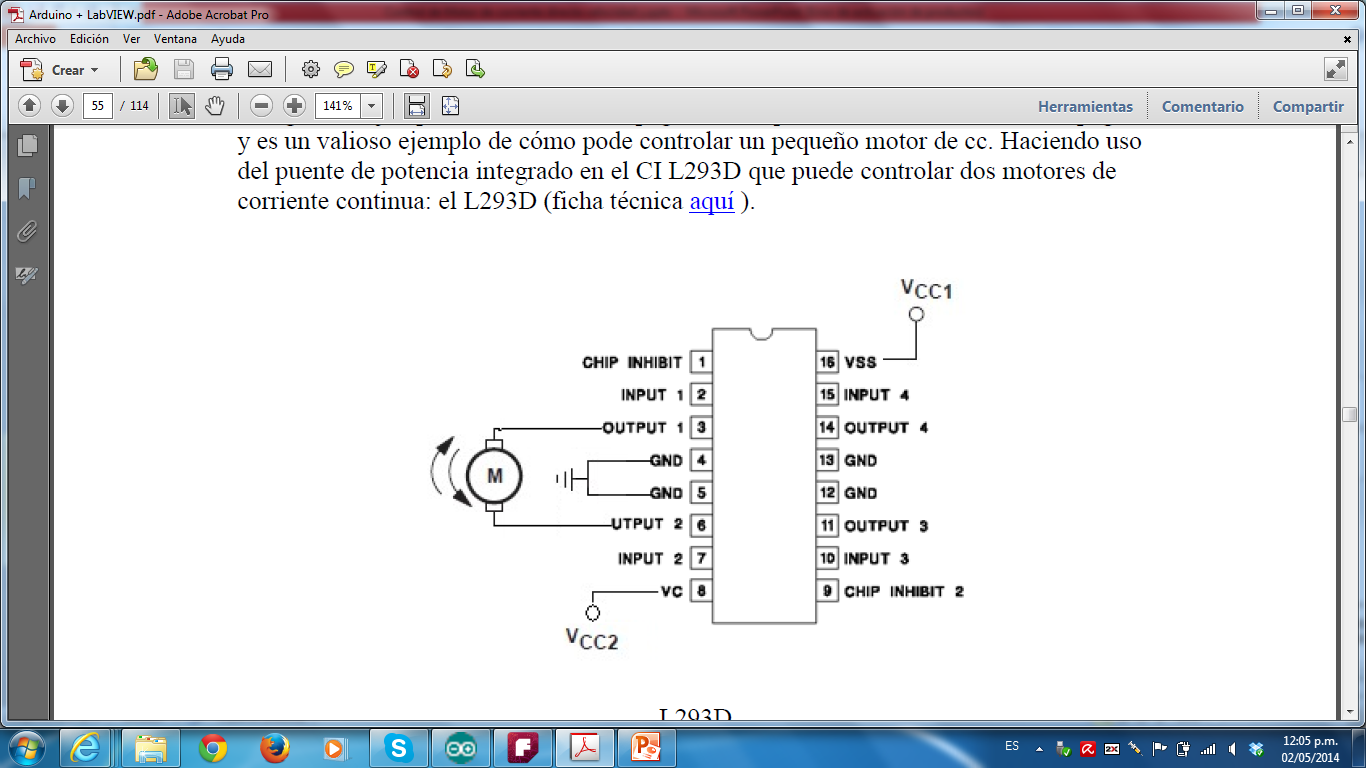 Arduino + LabVIEW.pdf - Adobe Acrobat Pro
Archivo Edición Ver Ventana Ayuda
Crear
55 / 114 141% Herramientas Comentario Compartir
y es un valioso ejemplo de cómo pode controlar un pequeño motor de cc. Haciendo uso
del puente de potencia integrado en el CI L293D que puede controlar dos motores de
corriente continua: el L293D (ficha técnica aquí ).
VCC1
CHIP INHIBIT 1 16 VSS
INPUT 1 2 15 INPUT 4
OUTPUT 1 3 14 OUTPUT 4
GND 4 13 GND
M
GND 5 12 GND
UTPUT 2 6 11 OUTPUT 3
INPUT 2 7 10 INPUT 3
VC 8 9 CHIP INHIBIT 2
VCC2
L293D
ES 12:05 p.m.
02/05/2014